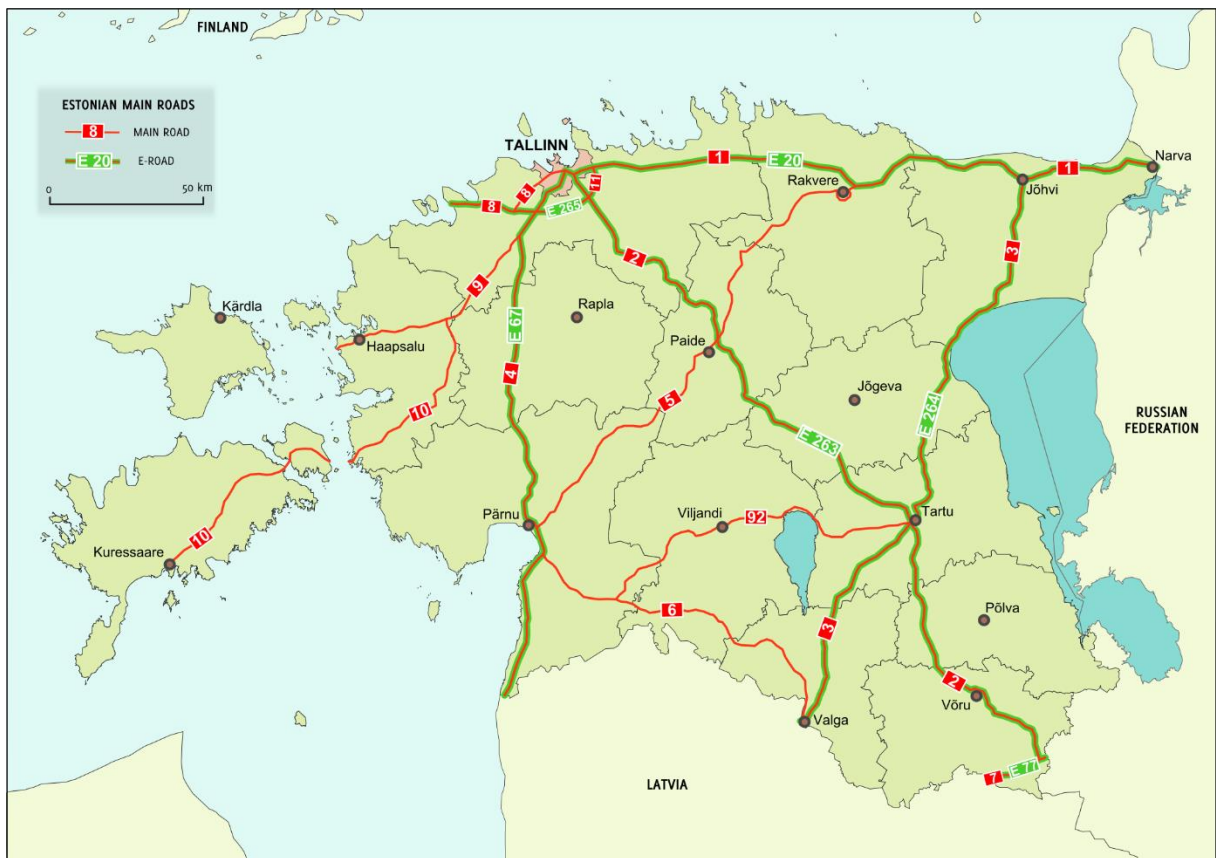 FINLAND
ESTONIAN MAIN ROADS
8 MAIN ROAD
E 20 E-ROAD
0 50 km
TALLINN
1
E 20
Narva
8
11
Rakvere
Jõhvi
1
8
E 265
3
2
9
Kärdla
Rapla
E 67
Haapsalu
Paide
4
5
Jõgeva
10
E 264
RUSSIAN
FEDERATION
E 263
10
Pärnu
Viljandi
92
Tartu
Kuressaare
6
3
Põlva
2
Võru
Valga
7
E 77
LATVIA